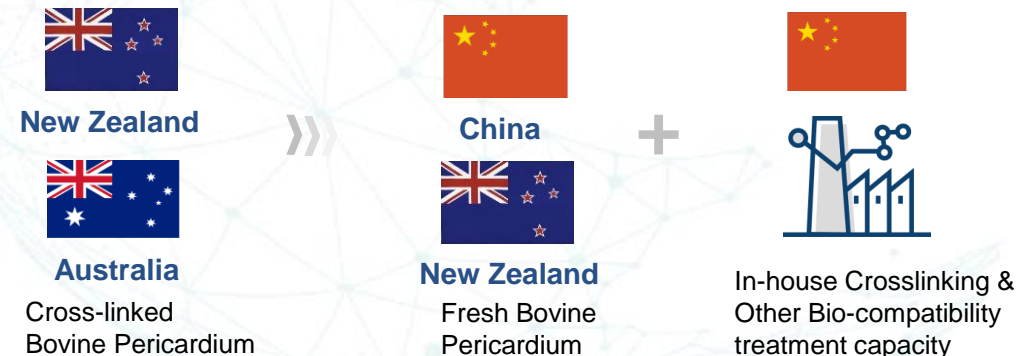 New Zealand
Australia
Cross-linked
Bovine Pericardium
China
New Zealand
Fresh Bovine
Pericardium
In-house Crosslinking &
Other Bio-compatibility
treatment capacity